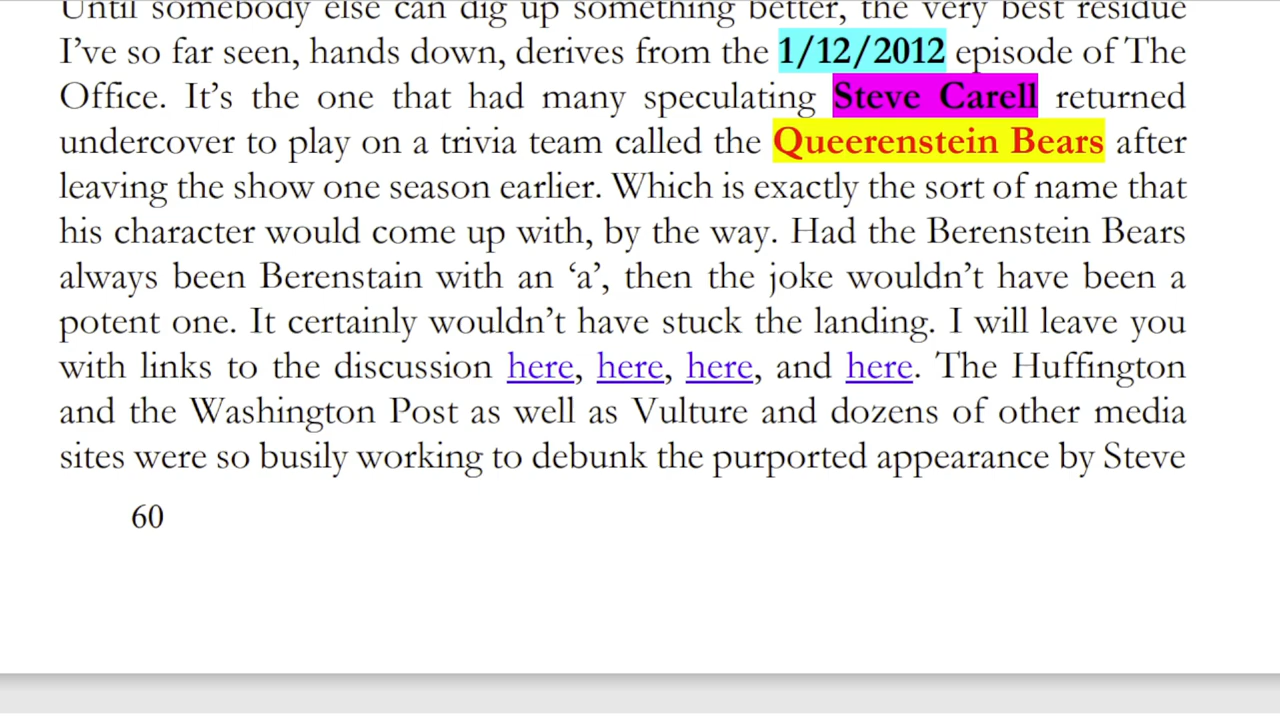 Until somebody else can dig up something better, the very best residue
I’ve so far seen, hands down, derives from the 1/12/2012 episode of The
Office. It’s the one that had many speculating Steve Carell returned
undercover to play on a trivia team called the Queerenstein Bears after
leaving the show one season earlier. Which is exactly the sort of name that
his character would come up with, by the way. Had the Berenstein Bears
always been Berenstain with an ‘a’, then the joke wouldn’t have been a
potent one. It certainly wouldn’t have stuck the landing. I will leave you
with links to the discussion here, here, here, and here. The Huffington
and the Washington Post as well as Vulture and dozens of other media
sites were so busily working to debunk the purported appearance by Steve
60